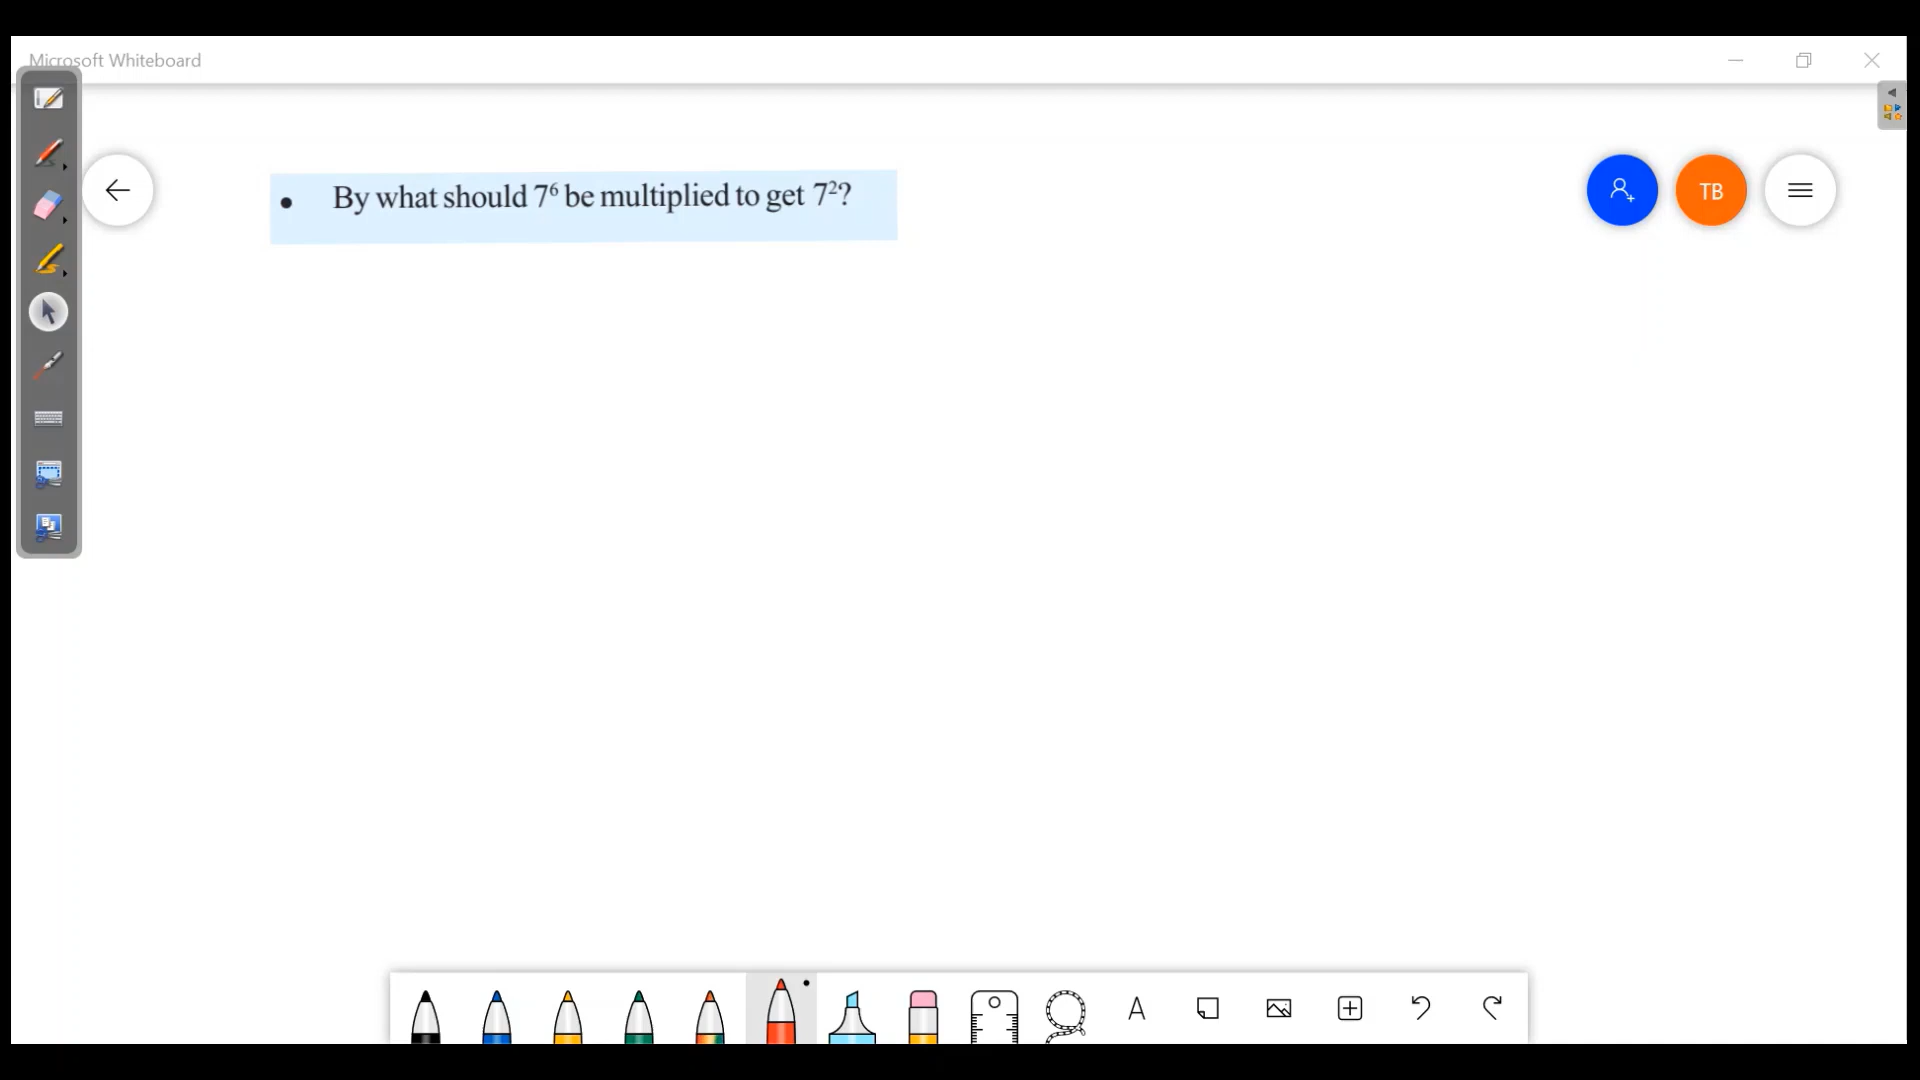 Microsoft Whiteboard
• By what should 7⁶ be multiplied to get 7²?
TB
A